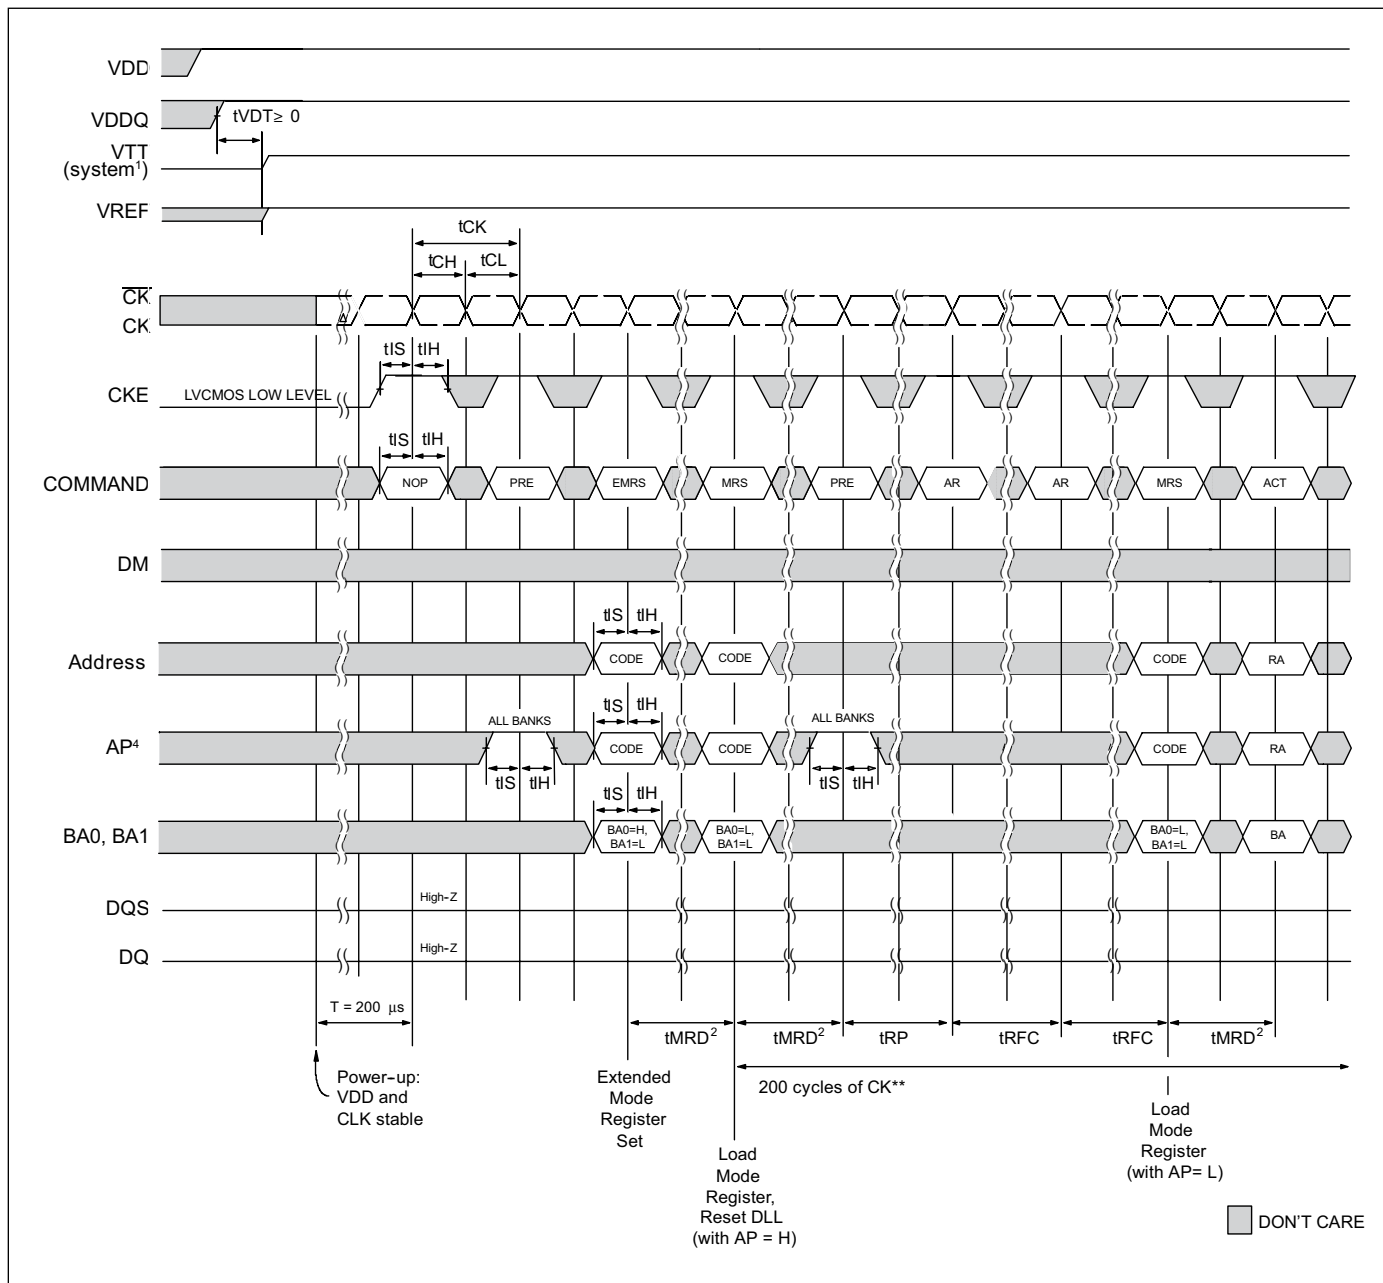 VDD
VDDQ
tVDT≥ 0
VTT
(system¹)
VREF
tCK
tCH
tCL
CK
CK
tIS
tIH
CKE
LVCMOS LOW LEVEL
tIS
tIH
COMMAND
NOP
PRE
EMRS
MRS
PRE
AR
AR
MRS
ACT
DM
tIS
tIH
Address
CODE
CODE
CODE
RA
ALL BANKS
tIS
tIH
ALL BANKS
AP⁴
CODE
CODE
CODE
RA
tIS
tIH
tIS
tIH
tIS
tIH
BA0, BA1
BA0=H,
BA1=L
BA0=L,
BA1=L
BA0=L,
BA1=L
BA
DQS
High-Z
DQ
High-Z
T = 200 µs
tMRD²
tMRD²
tRP
tRFC
tRFC
tMRD²
Power-up:
VDD and
CLK stable
Extended
Mode
Register
Set
200 cycles of CK**
Load
Mode
Register,
Reset DLL
(with AP = H)
Load
Mode
Register
(with AP= L)
DON'T CARE